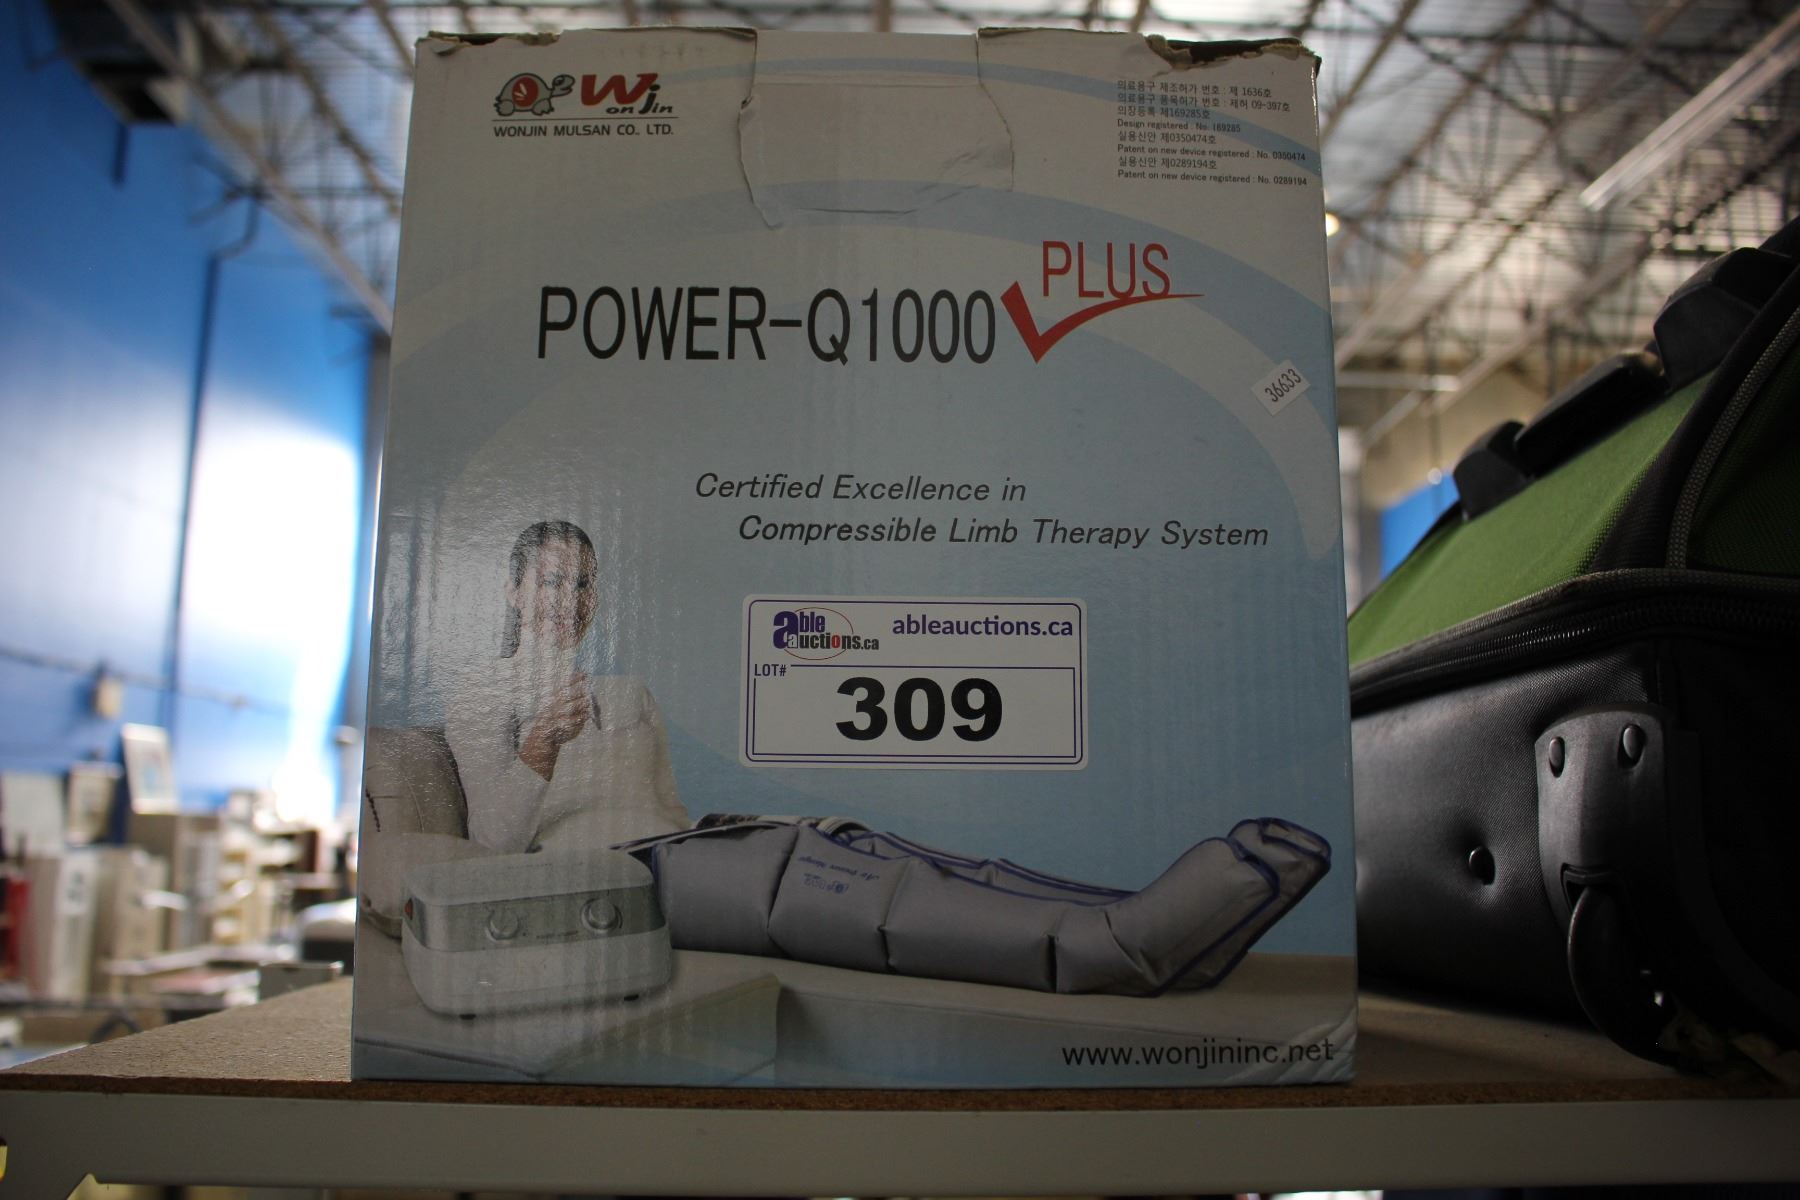 Wonjin
WONJIN MULSAN CO., LTD.
의료용구 제조허가 번호 : 제 1636호
의료용구 품목허가 번호 : 제허 09-397호
의장등록 제169285호
Design registered : No. 169285
실용신안 제0350474호
Patent on new device registered : No. 0350474
실용신안 제0289194호
Patent on new device registered : No. 0289194
POWER-Q1000 PLUS
36633
Certified Excellence in
Compressible Limb Therapy System
able auctions.ca
ableauctions.ca
LOT#
309
www.wonjininc.net